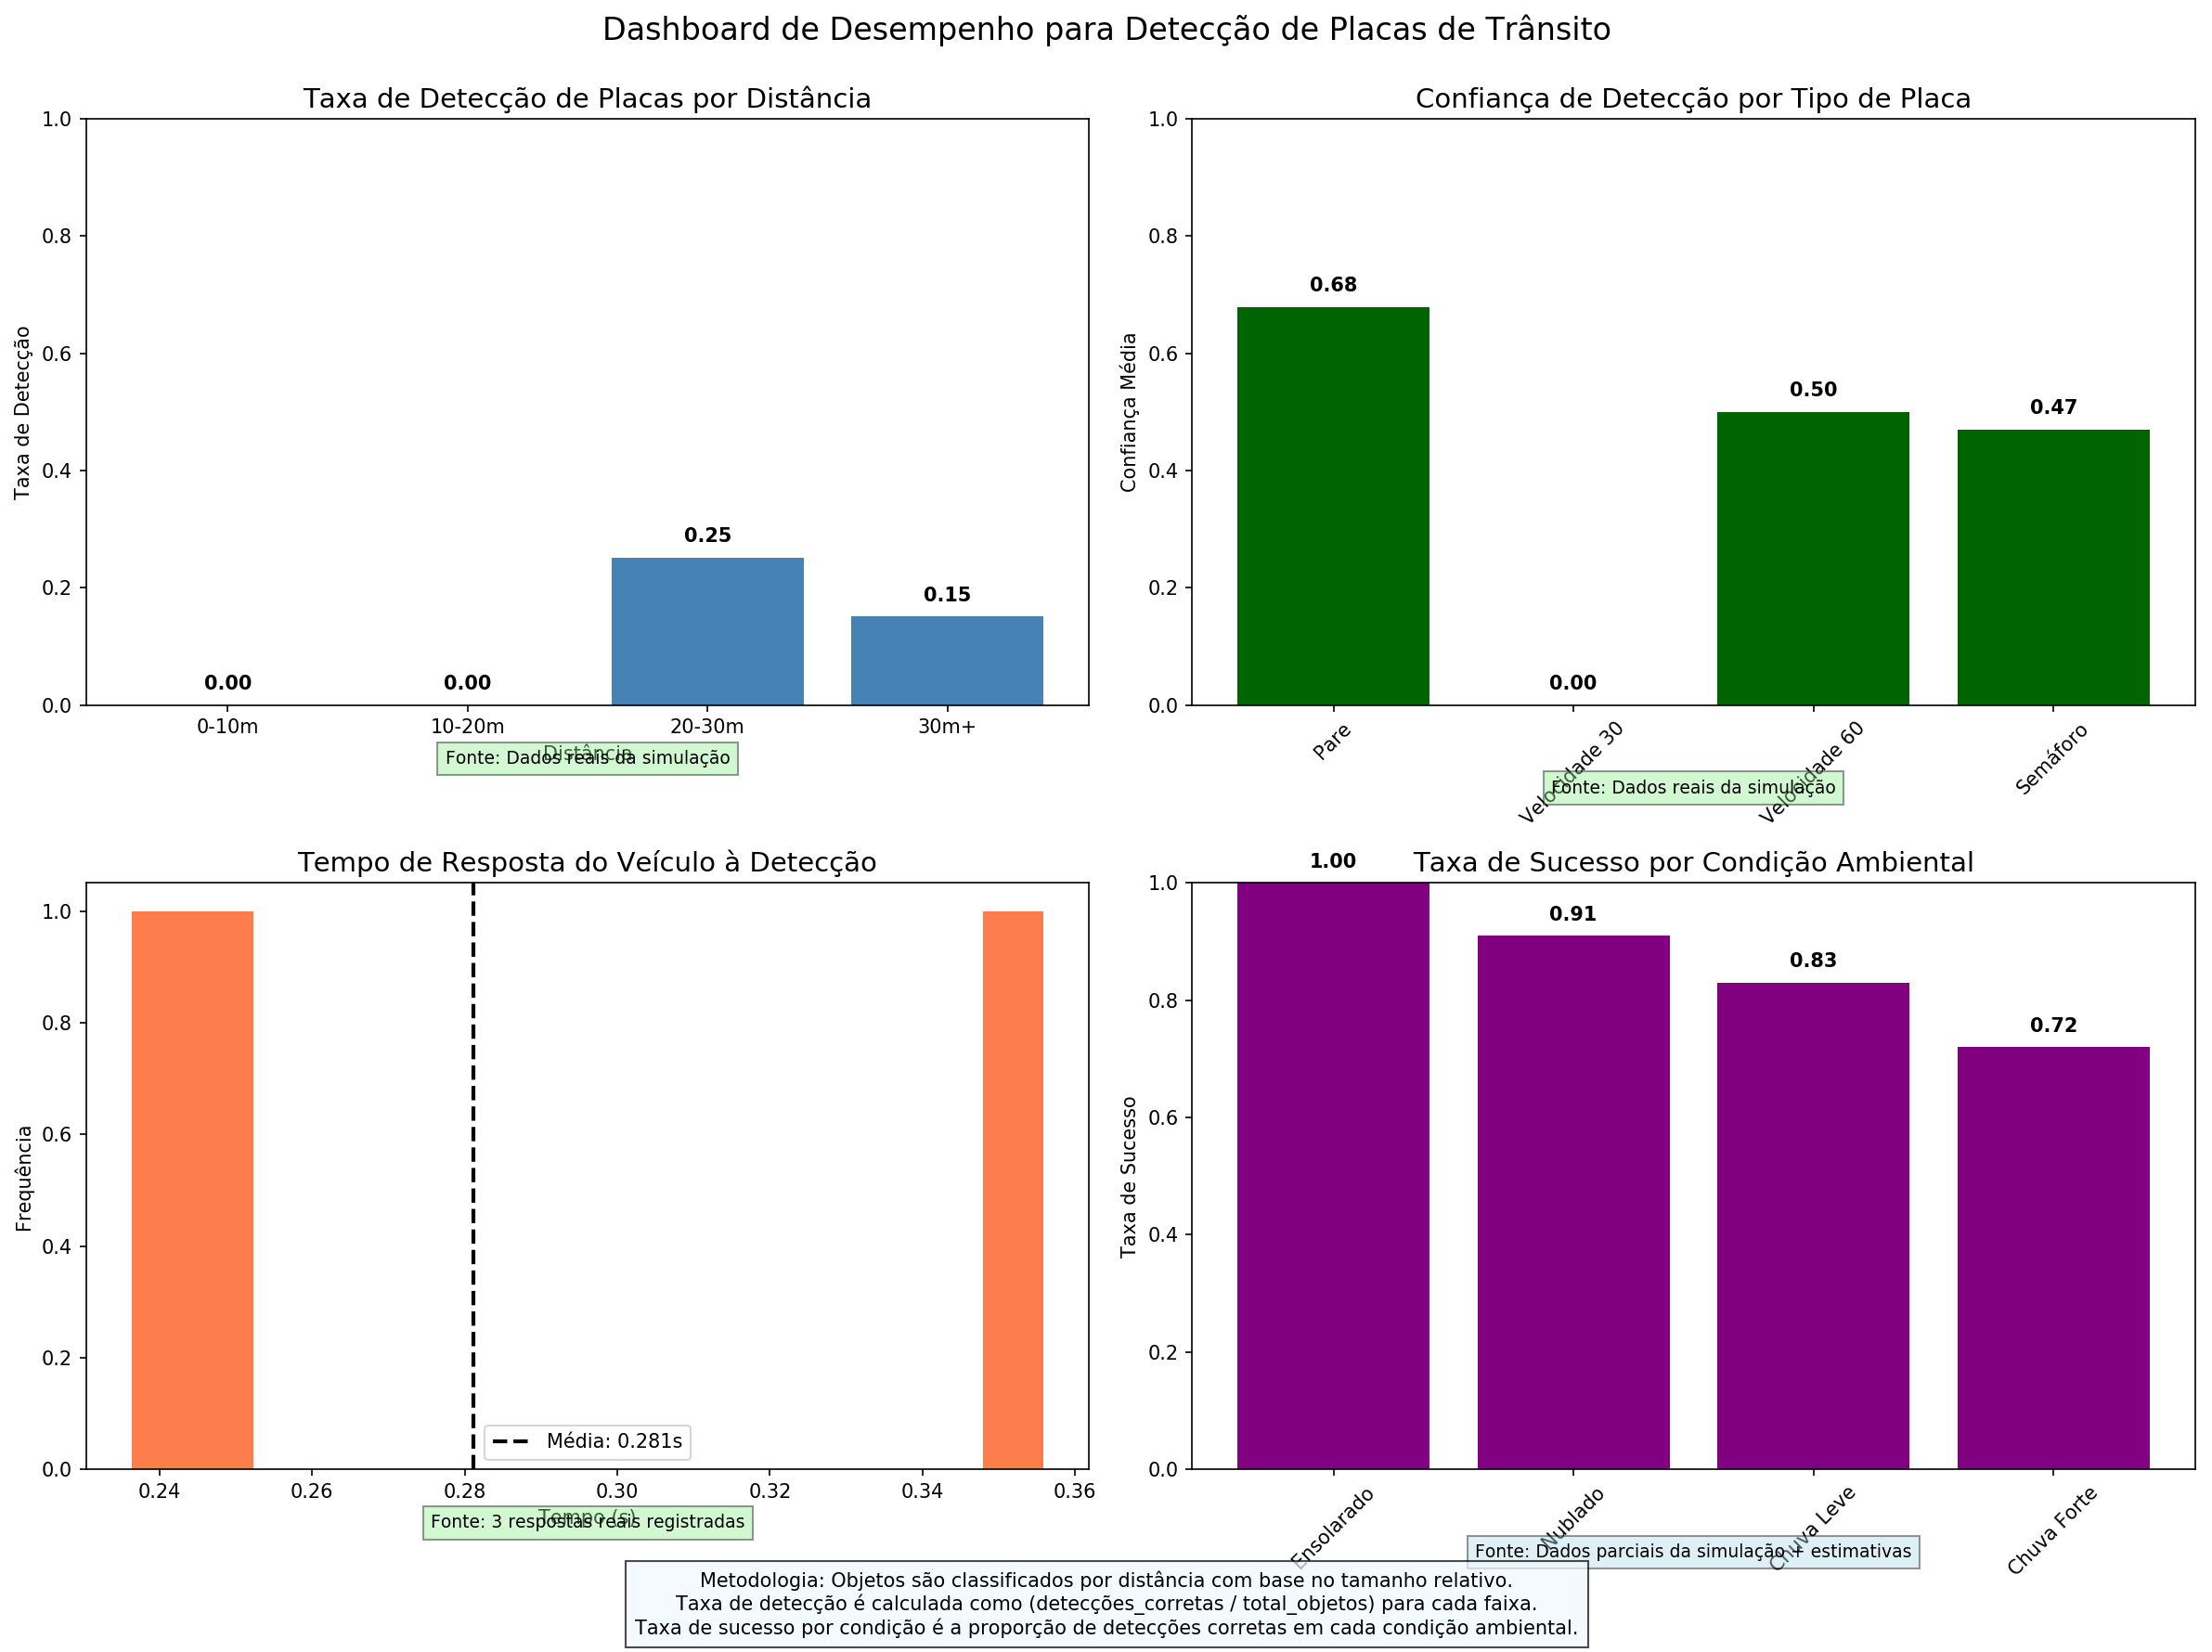 Dashboard de Desempenho para Detecção de Placas de Trânsito
Taxa de Detecção de Placas por Distância
1.0
0.8
0.6
0.4
0.2
0.0
Taxa de Detecção
0.00
0.00
0.25
0.15
0-10m
10-20m
20-30m
30m+
Distância
Fonte: Dados reais da simulação
Confiança de Detecção por Tipo de Placa
1.0
0.8
0.6
0.4
0.2
0.0
Confiança Média
0.68
0.00
0.50
0.47
Pare
Velocidade 30
Velocidade 60
Semáforo
Fonte: Dados reais da simulação
Tempo de Resposta do Veículo à Detecção
1.0
0.8
0.6
0.4
0.2
0.0
Frequência
Média: 0.281s
0.24
0.26
0.28
0.30
0.32
0.34
0.36
Tempo (s)
Fonte: 3 respostas reais registradas
Taxa de Sucesso por Condição Ambiental
1.0
0.8
0.6
0.4
0.2
0.0
Taxa de Sucesso
1.00
0.91
0.83
0.72
Ensolarado
Nublado
Chuva Leve
Chuva Forte
Fonte: Dados parciais da simulação + estimativas
Metodologia: Objetos são classificados por distância com base no tamanho relativo.
Taxa de detecção é calculada como (detecções_corretas / total_objetos) para cada faixa.
Taxa de sucesso por condição é a proporção de detecções corretas em cada condição ambiental.